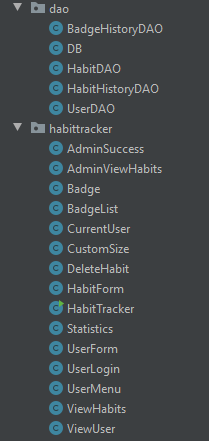 dao
BadgeHistoryDAO
DB
HabitDAO
HabitHistoryDAO
UserDAO
habittracker
AdminSuccess
AdminViewHabits
Badge
BadgeList
CurrentUser
CustomSize
DeleteHabit
HabitForm
HabitTracker
Statistics
UserForm
UserLogin
UserMenu
ViewHabits
ViewUser